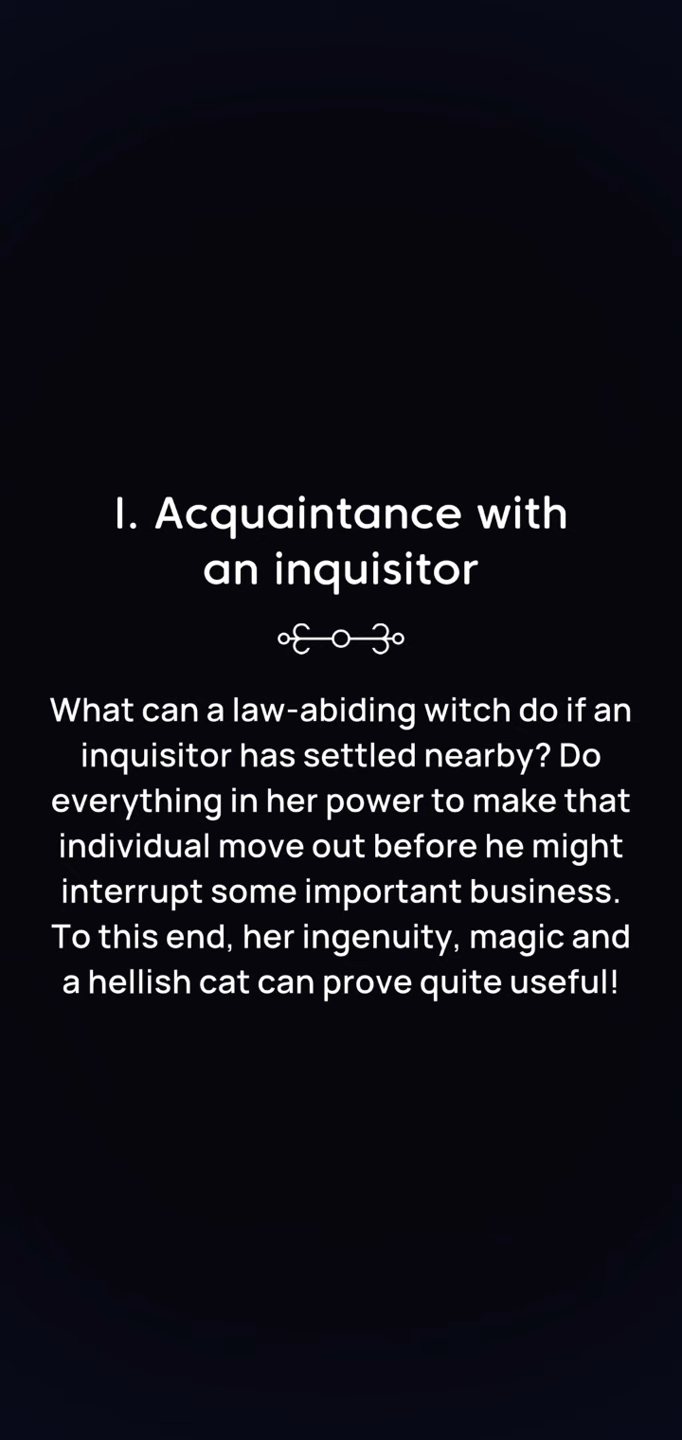 I. Acquaintance with
an inquisitor
What can a law-abiding witch do if an
inquisitor has settled nearby? Do
everything in her power to make that
individual move out before he might
interrupt some important business.
To this end, her ingenuity, magic and
a hellish cat can prove quite useful!